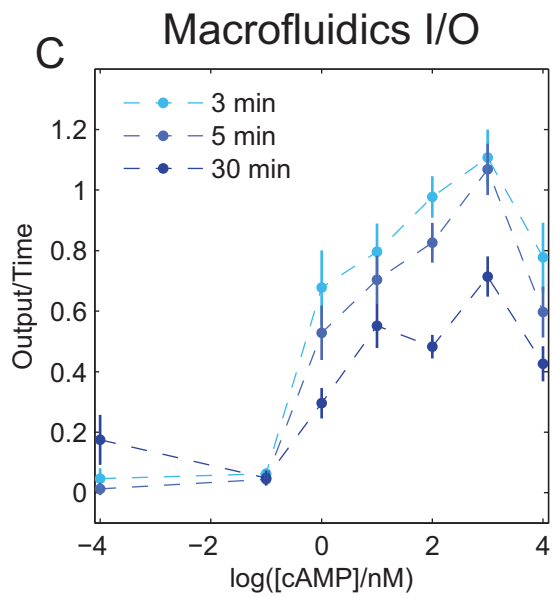 C
Macrofluidics I/O
3 min
5 min
30 min
Output/Time
1.2
1
0.8
0.6
0.4
0.2
0
−4 −2 0 2 4
log([cAMP]/nM)